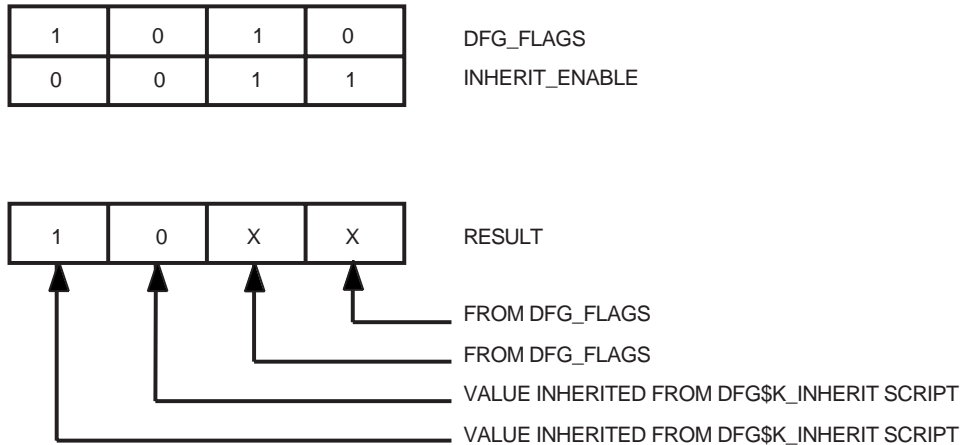 1 0 1 0 DFG_FLAGS
0 0 1 1 INHERIT_ENABLE
1 0 X X RESULT
FROM DFG_FLAGS
FROM DFG_FLAGS
VALUE INHERITED FROM DFG$K_INHERIT SCRIPT
VALUE INHERITED FROM DFG$K_INHERIT SCRIPT